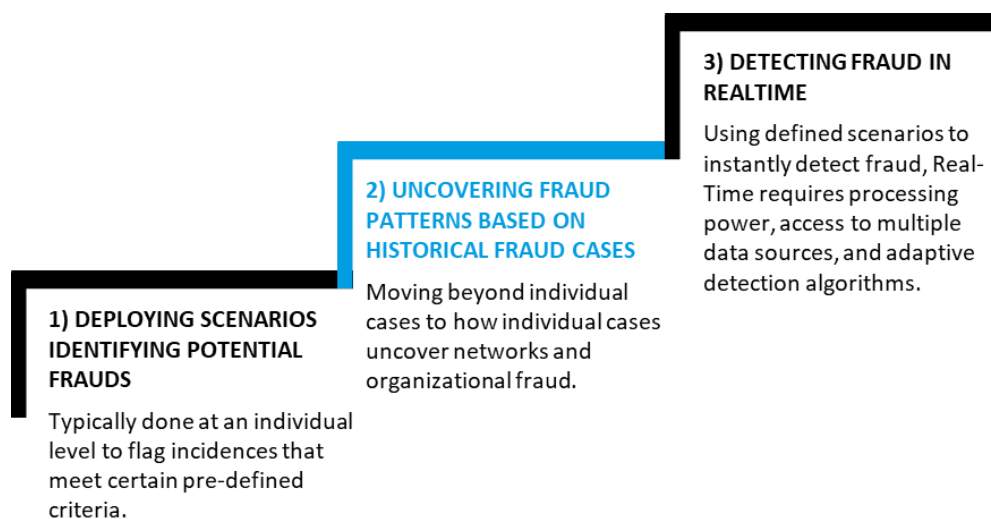 1) DEPLOYING SCENARIOS
IDENTIFYING POTENTIAL
FRAUDS
Typically done at an individual
level to flag incidences that
meet certain pre-defined
criteria.
2) UNCOVERING FRAUD
PATTERNS BASED ON
HISTORICAL FRAUD CASES
Moving beyond individual
cases to how individual cases
uncover networks and
organizational fraud.
3) DETECTING FRAUD IN
REALTIME
Using defined scenarios to
instantly detect fraud, Real-
Time requires processing
power, access to multiple
data sources, and adaptive
detection algorithms.